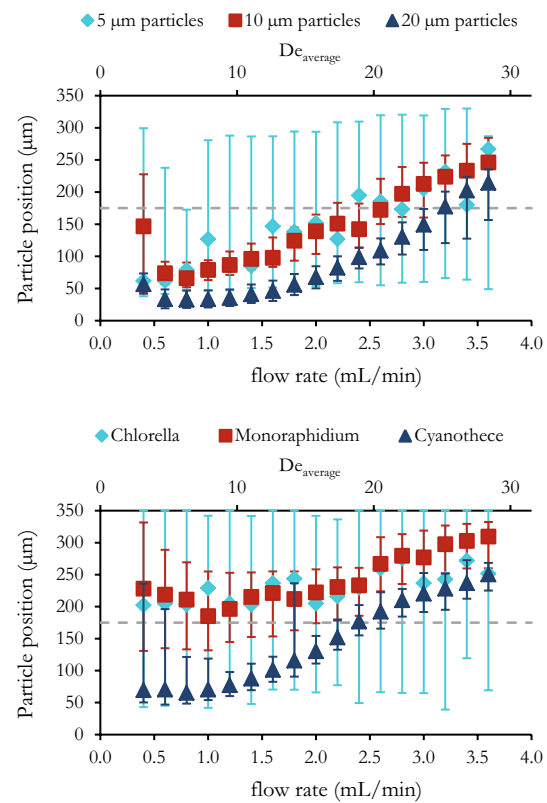 5 µm particles 10 µm particles 20 µm particles
De average
0 10 20 30
Particle position (µm)
350
300
250
200
150
100
50
0
0.0 0.5 1.0 1.5 2.0 2.5 3.0 3.5 4.0
flow rate (mL/min)
Chlorella Monoraphidium Cyanothece
De average
0 10 20 30
Particle position (µm)
350
300
250
200
150
100
50
0
0.0 0.5 1.0 1.5 2.0 2.5 3.0 3.5 4.0
flow rate (mL/min)